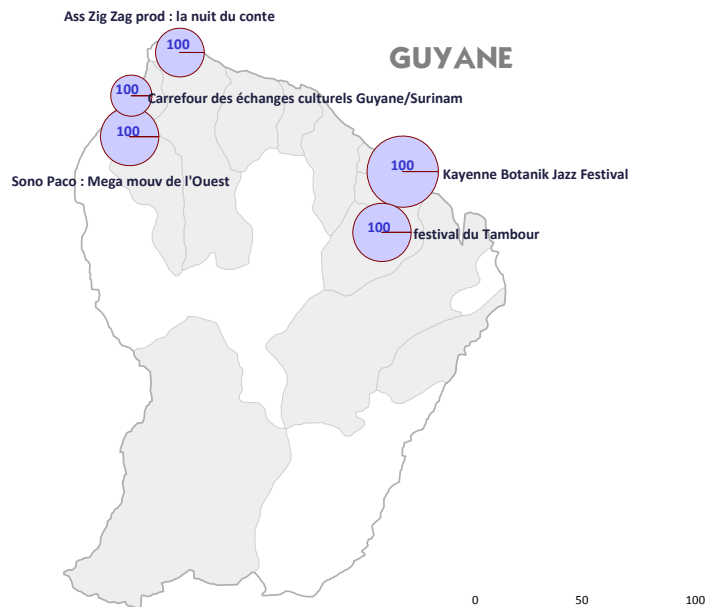 Ass Zig Zag prod : la nuit du conte
100
GUYANE
100
Carrefour des échanges culturels Guyane/Surinam
100
Sono Paco : Mega mouv de l'Ouest
100
Kayenne Botanik Jazz Festival
100
festival du Tambour
0 50 100